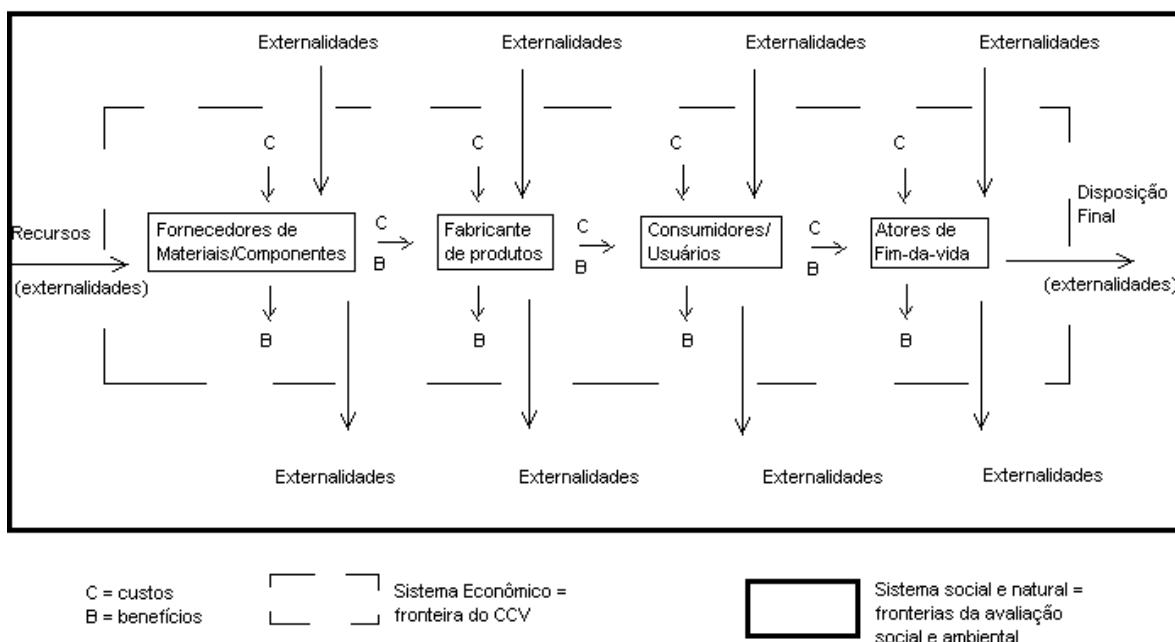 Externalidades Externalidades Externalidades Externalidades
C C C C
Disposição
Final
Recursos
(externalidades)
Fornecedores de
Materiais/Componentes
C
B
Fabricante
de produtos
C
B
Consumidores/
Usuários
C
B
Atores de
Fim-da-vida
(externalidades)
B B B B
Externalidades Externalidades Externalidades Externalidades
C = custos
B = benefícios
Sistema Econômico =
fronteira do CCV
Sistema social e natural =
fronterias da avaliação
social e ambiental